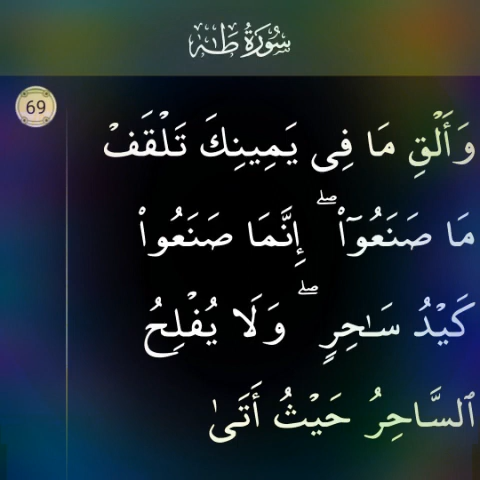 سُورَةُ طه
69
وَأَلْقِ مَا فِى يَمِينِكَ تَلْقَفْ
مَا صَنَعُوٓا۟ ۖ إِنَّمَا صَنَعُوا۟
كَيْدُ سَـٰحِرٍ ۖ وَلَا يُفْلِحُ
ٱلسَّاحِرُ حَيْثُ أَتَىٰ